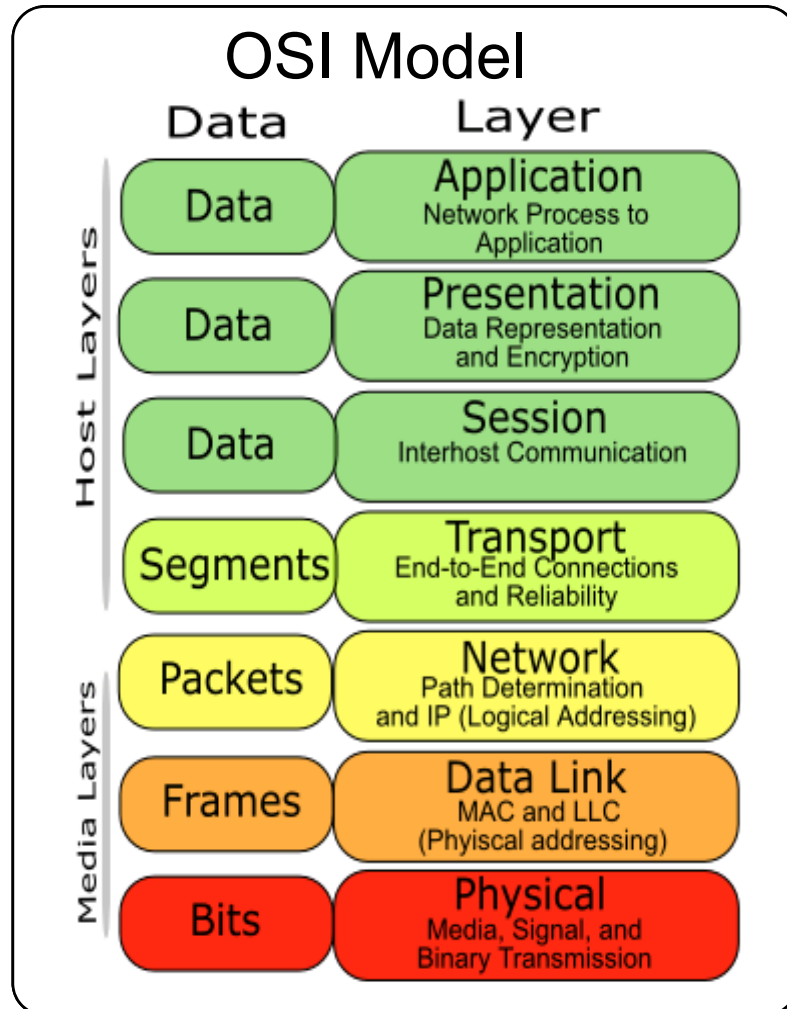 OSI Model
Data Layer
Host Layers
Data
Application
Network Process to
Application
Data
Presentation
Data Representation
and Encryption
Data
Session
Interhost Communication
Segments
Transport
End-to-End Connections
and Reliability
Media Layers
Packets
Network
Path Determination
and IP (Logical Addressing)
Frames
Data Link
MAC and LLC
(Phyiscal addressing)
Bits
Physical
Media, Signal, and
Binary Transmission